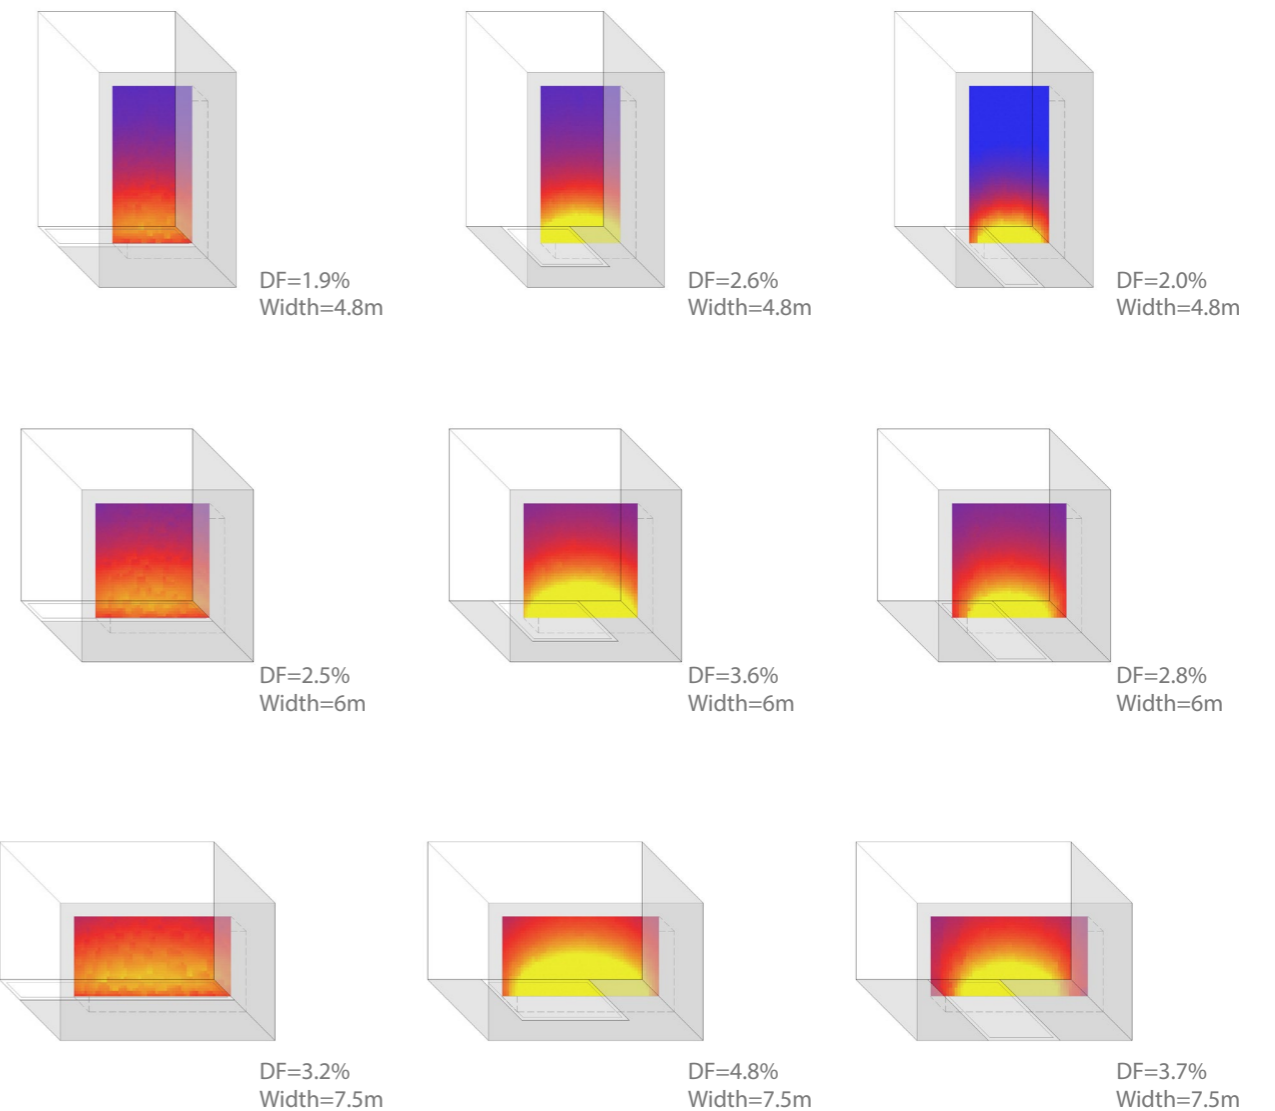 DF=1.9%
Width=4.8m
DF=2.6%
Width=4.8m
DF=2.0%
Width=4.8m
DF=2.5%
Width=6m
DF=3.6%
Width=6m
DF=2.8%
Width=6m
DF=3.2%
Width=7.5m
DF=4.8%
Width=7.5m
DF=3.7%
Width=7.5m